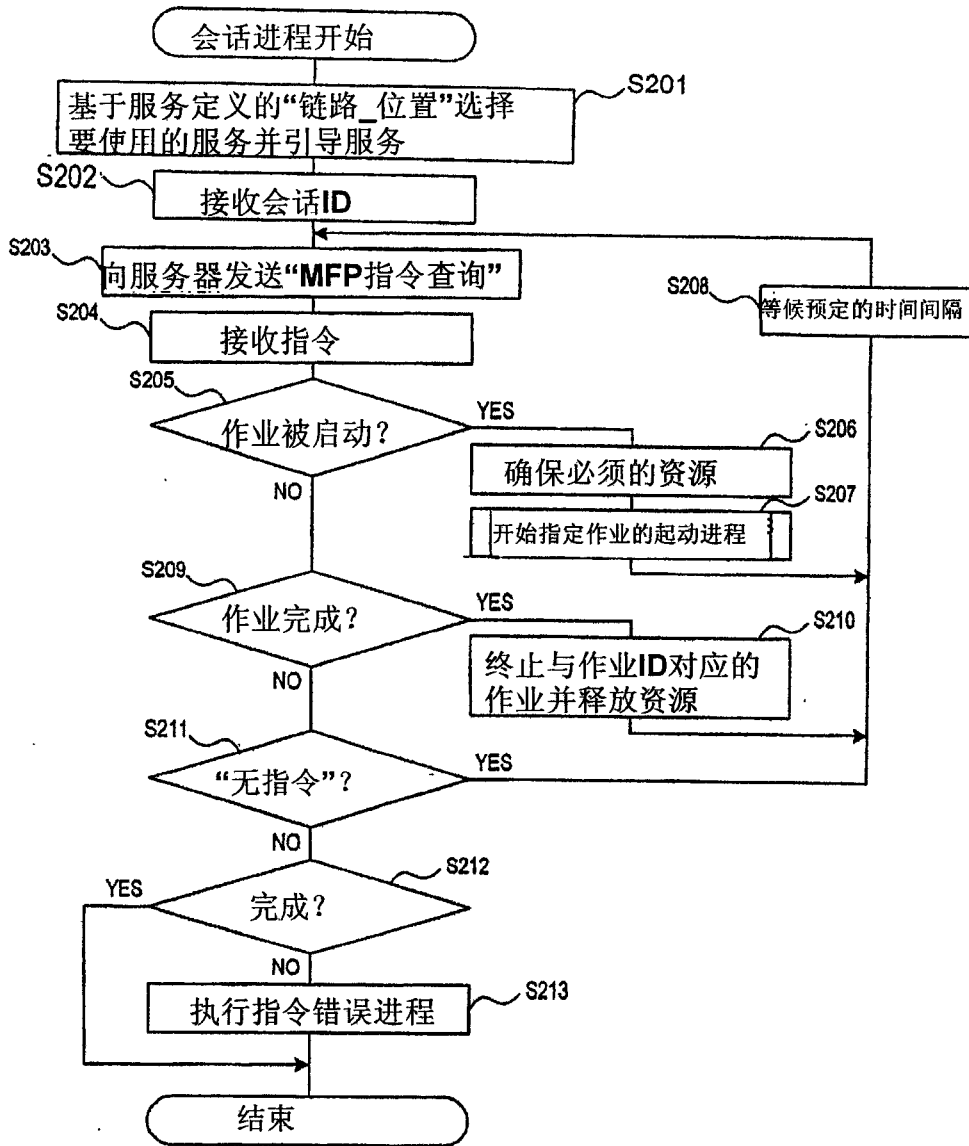 会话进程开始
S201
基于服务定义的“链路_位置”选择
要使用的服务并引导服务
S202
接收会话ID
S203
向服务器发送“MFP指令查询”
S208
等候预定的时间间隔
S204
接收指令
S205
作业被启动?
YES
NO
S206
确保必须的资源
S207
开始指定作业的起动进程
S209
作业完成?
YES
NO
S210
终止与作业ID对应的
作业并释放资源
S211
“无指令”?
YES
NO
S212
YES
完成?
NO
S213
执行指令错误进程
结束